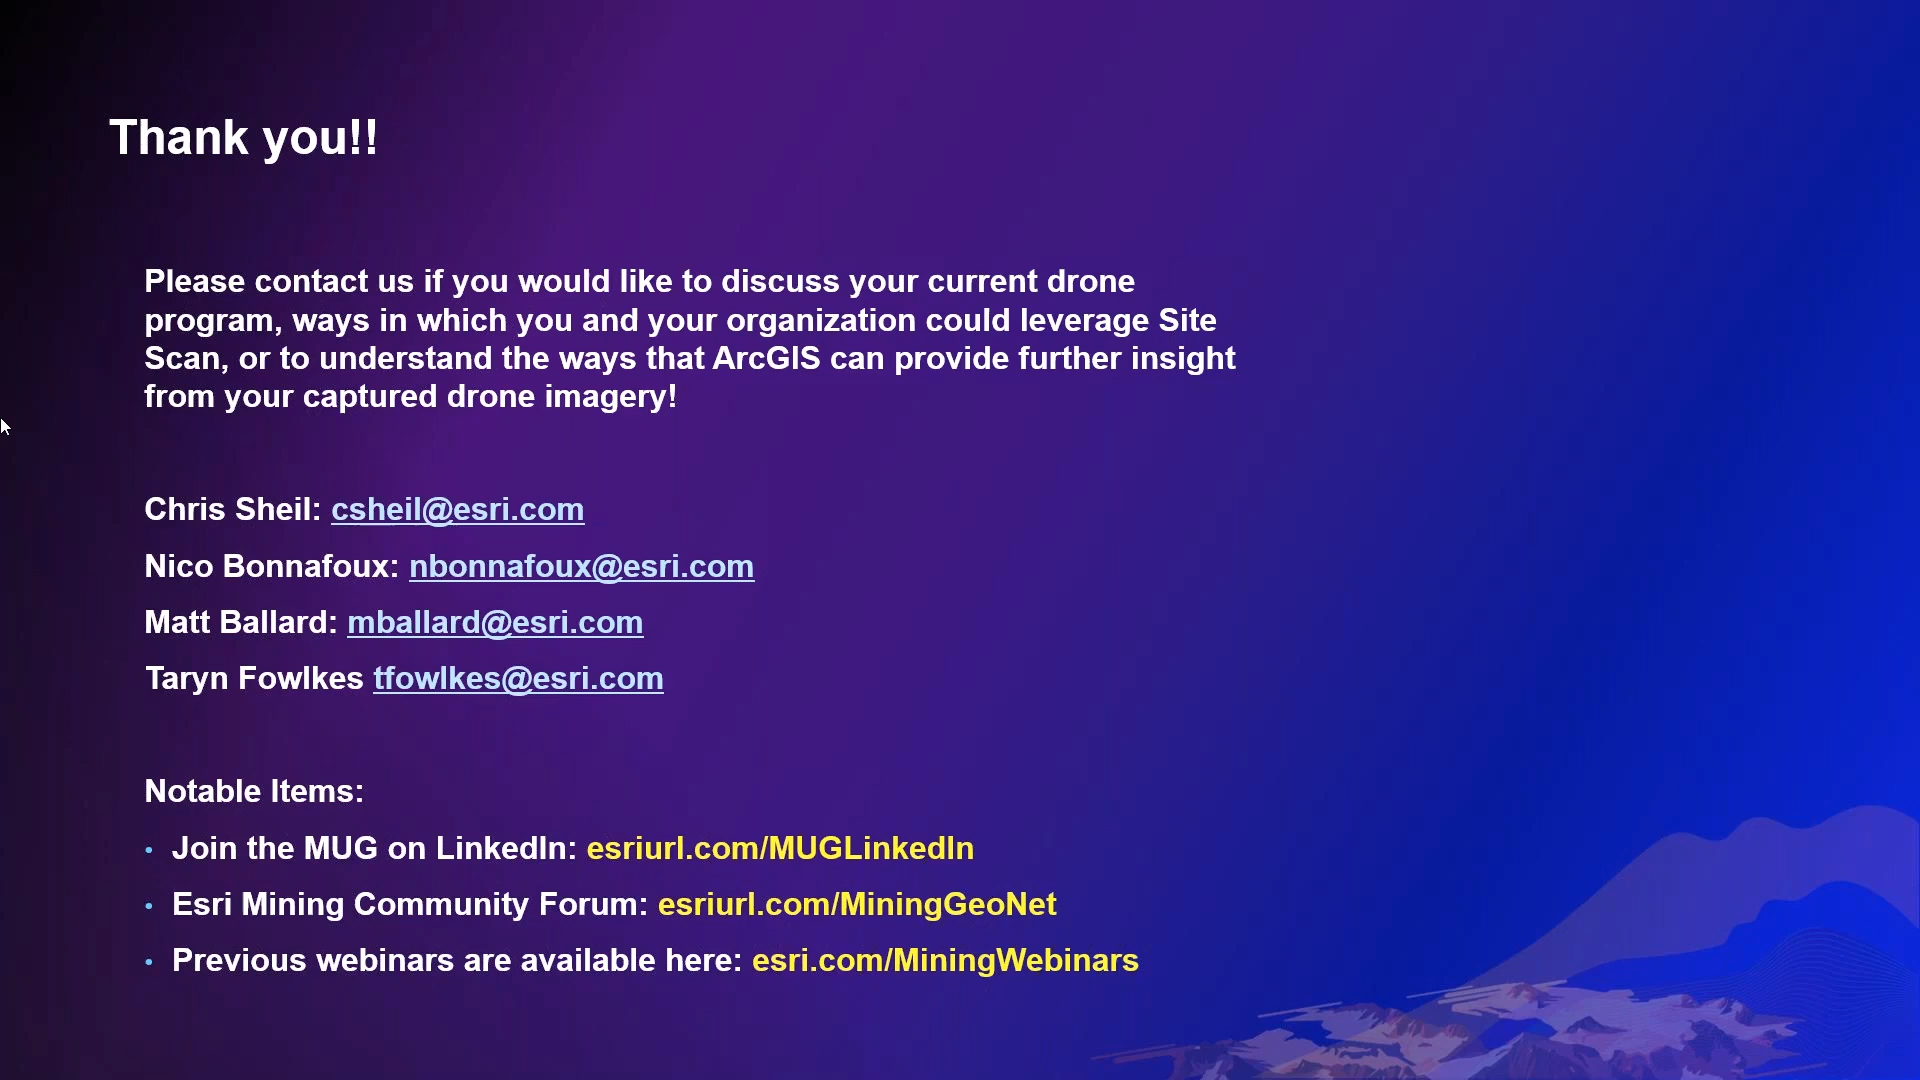 Thank you!!
Please contact us if you would like to discuss your current drone
program, ways in which you and your organization could leverage Site
Scan, or to understand the ways that ArcGIS can provide further insight
from your captured drone imagery!
Chris Sheil: csheil@esri.com
Nico Bonnafoux: nbonnafoux@esri.com
Matt Ballard: mballard@esri.com
Taryn Fowlkes tfowlkes@esri.com
Notable Items:
• Join the MUG on LinkedIn: esriurl.com/MUGLinkedIn
• Esri Mining Community Forum: esriurl.com/MiningGeoNet
• Previous webinars are available here: esri.com/MiningWebinars